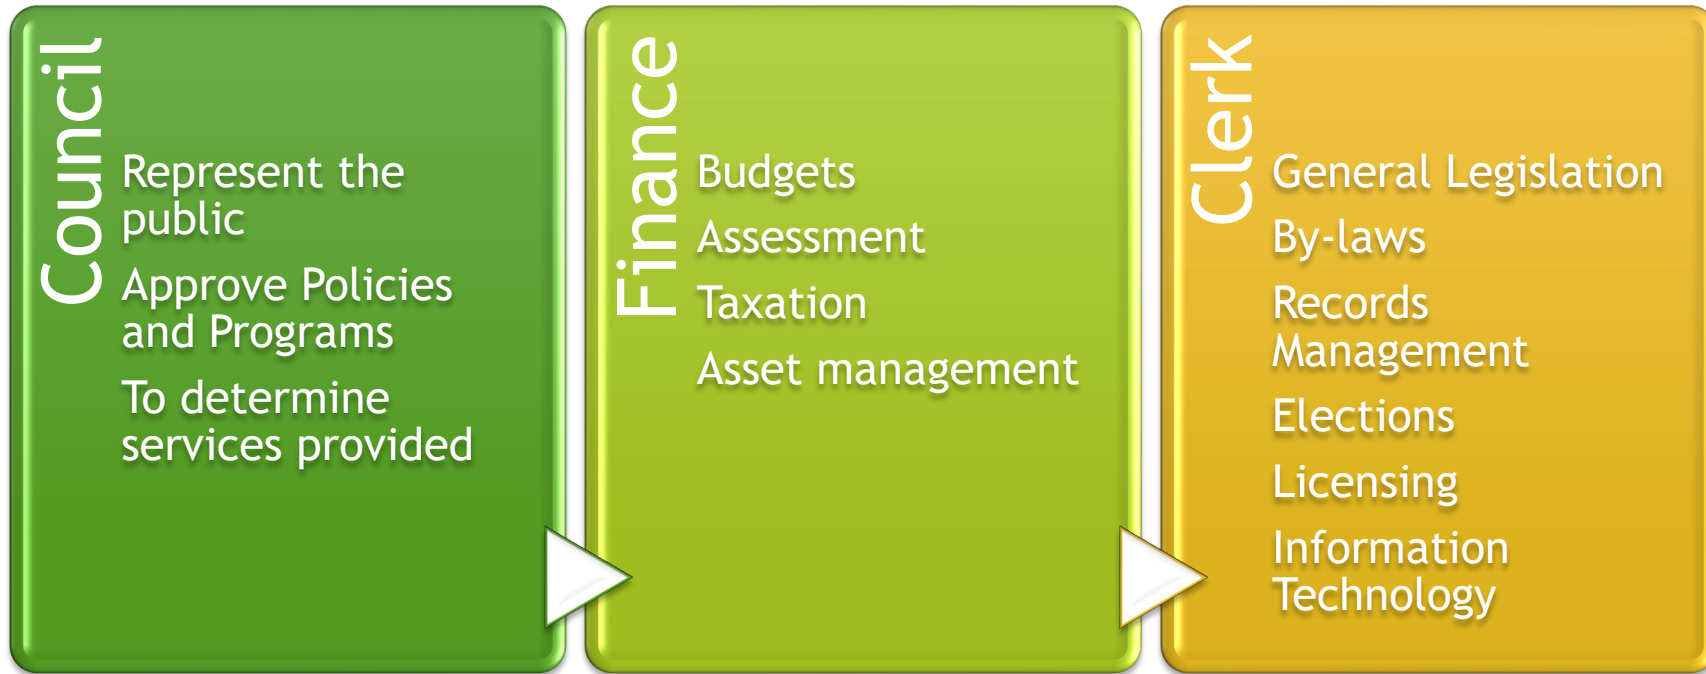 Council
Represent the
public
Approve Policies
and Programs
To determine
services provided
Finance
Budgets
Assessment
Taxation
Asset management
Clerk
General Legislation
By-laws
Records
Management
Elections
Licensing
Information
Technology